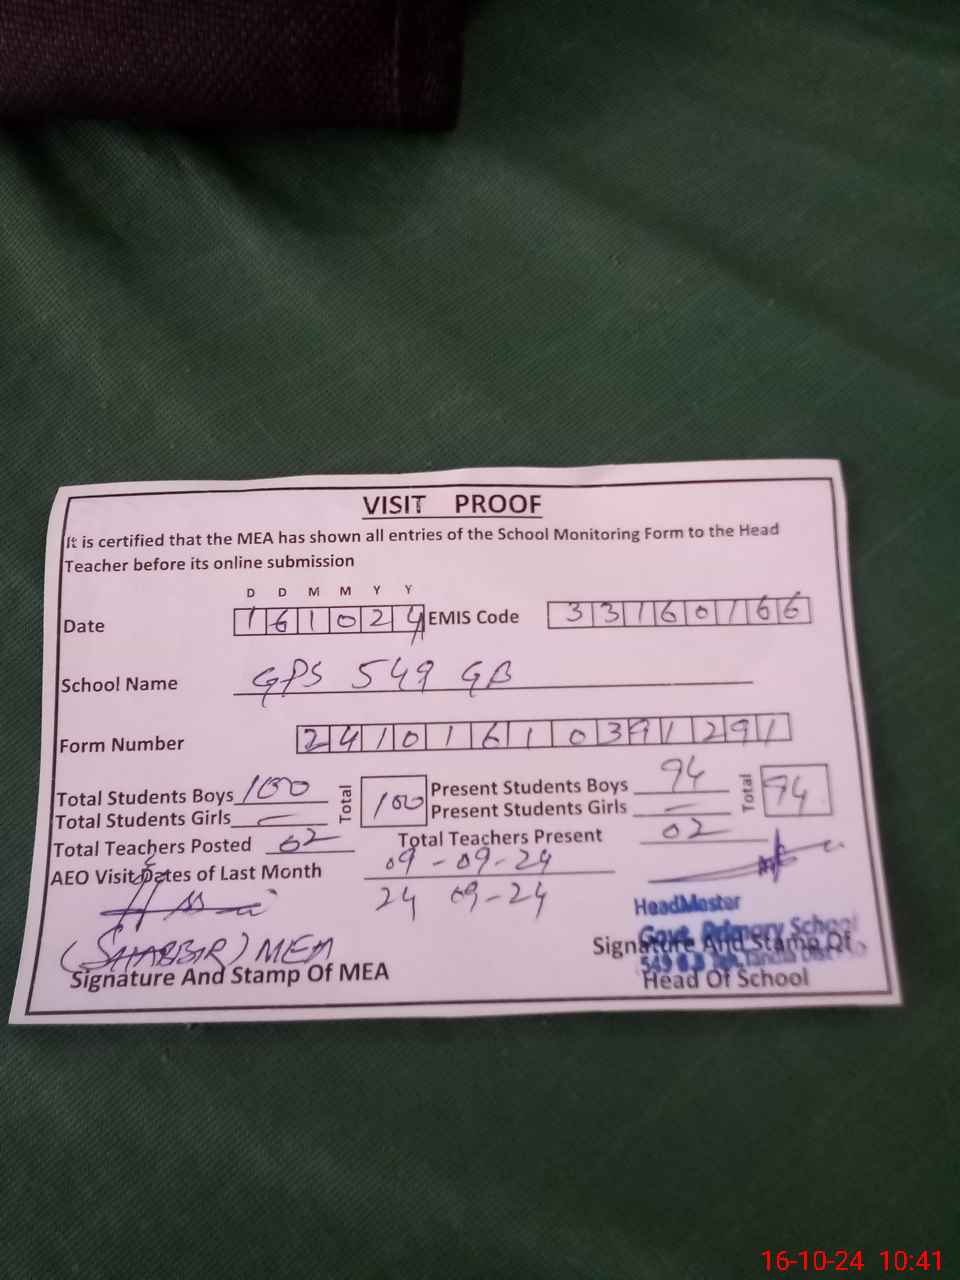 VISIT PROOF
It is certified that the MEA has shown all entries of the School Monitoring Form to the Head
Teacher before its online submission
D D M M Y Y
Date 161024 EMIS Code 33160166
School Name GPS 549 GB
Form Number 24101610391291
Total Students Boys 100 Total 100 Present Students Boys 94 Total 94
Total Students Girls — Present Students Girls —
Total Teachers Posted 02 Total Teachers Present 02
AEO Visit Dates of Last Month 09-09-24
24 09-24
(SHABBIR) MEA
Signature And Stamp Of MEA
HeadMaster
Govt. Primary School
Signature And Stamp Of
549 G.B
Head Of School
16-10-24 10:41